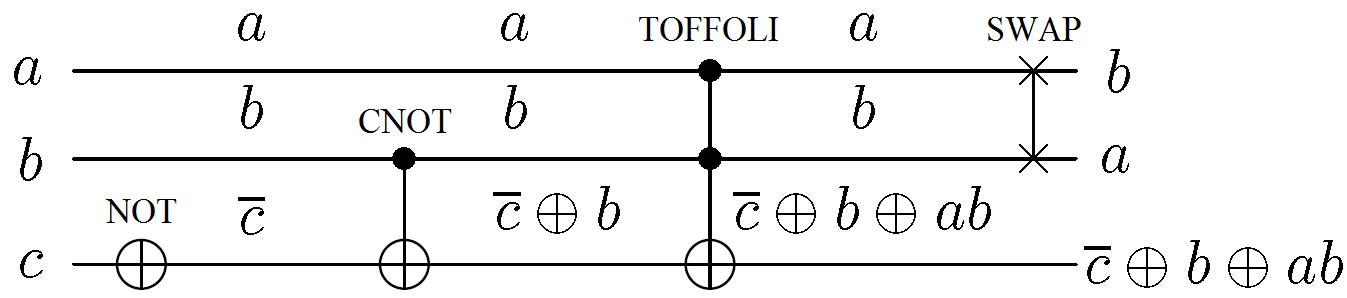 a a TOFFOLI a SWAP
a b
b CNOT b b
b a
NOT c̅ c̅ ⊕ b c̅ ⊕ b ⊕ ab
c c̅ ⊕ b ⊕ ab